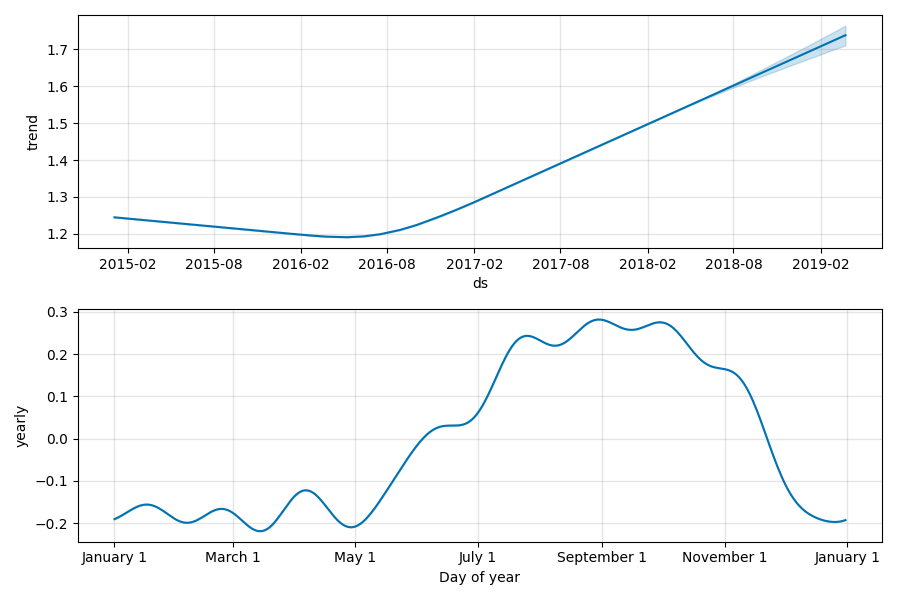 1.7
1.6
1.5
1.4
1.3
1.2
trend
2015-02 2015-08 2016-02 2016-08 2017-02 2017-08 2018-02 2018-08 2019-02
ds
0.3
0.2
0.1
0.0
−0.1
−0.2
yearly
January 1 March 1 May 1 July 1 September 1 November 1 January 1
Day of year